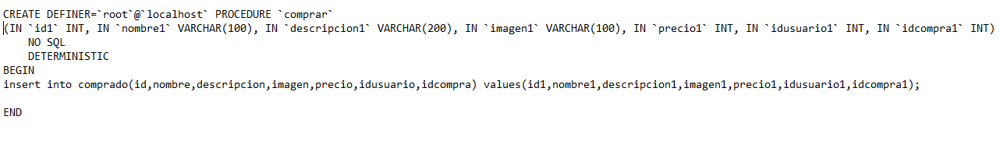 CREATE DEFINER=`root`@`localhost` PROCEDURE `comprar`
(IN `id1` INT, IN `nombre1` VARCHAR(100), IN `descripcion1` VARCHAR(200), IN `imagen1` VARCHAR(100), IN `precio1` INT, IN `idusuario1` INT, IN `idcompra1` INT)
    NO SQL
    DETERMINISTIC
BEGIN
insert into comprado(id,nombre,descripcion,imagen,precio,idusuario,idcompra) values(id1,nombre1,descripcion1,imagen1,precio1,idusuario1,idcompra1);
END